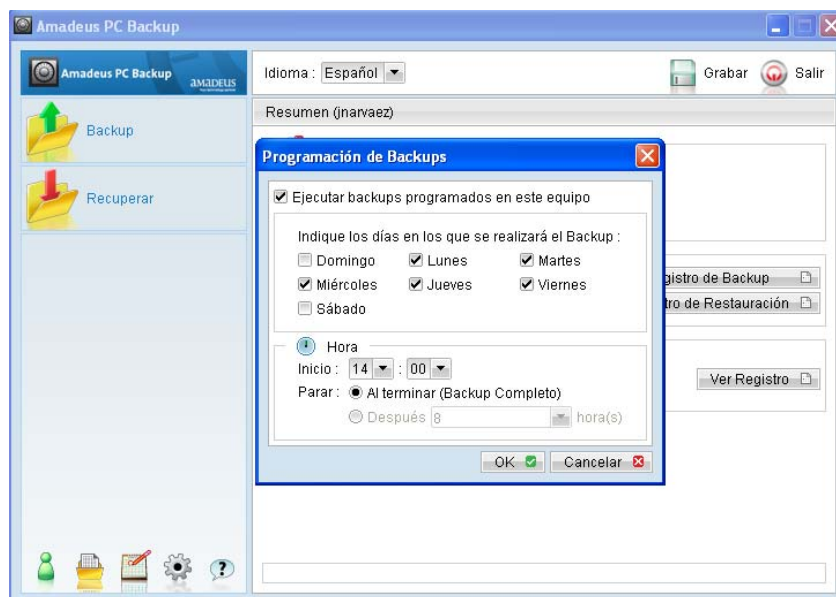 Amadeus PC Backup
Amadeus PC Backup
amadeus
Idioma : Español
Grabar
Salir
Backup
Recuperar
Resumen (jnarvaez)
Programación de Backups
Ejecutar backups programados en este equipo
Indique los días en los que se realizará el Backup :
Domingo Lunes Martes
Miércoles Jueves Viernes
Sábado
Hora
Inicio : 14 : 00
Parar : Al terminar (Backup Completo)
Después 8 hora(s)
OK Cancelar
gistro de Backup
tro de Restauración
Ver Registro